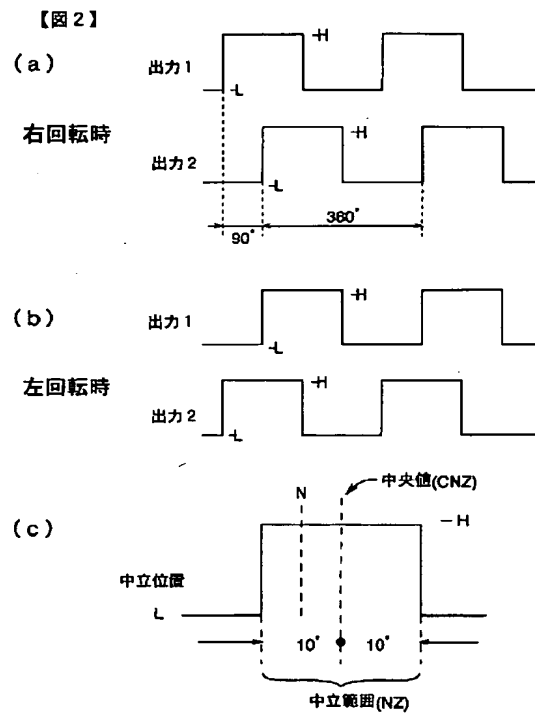 【図2】
(a)
出力1
-H
-L
右回転時
出力2
-H
-L
90°
360°
(b)
出力1
-H
-L
左回転時
出力2
-H
-L
(c)
N
中央値(CNZ)
-H
中立位置
L
10°
10°
中立範囲(NZ)